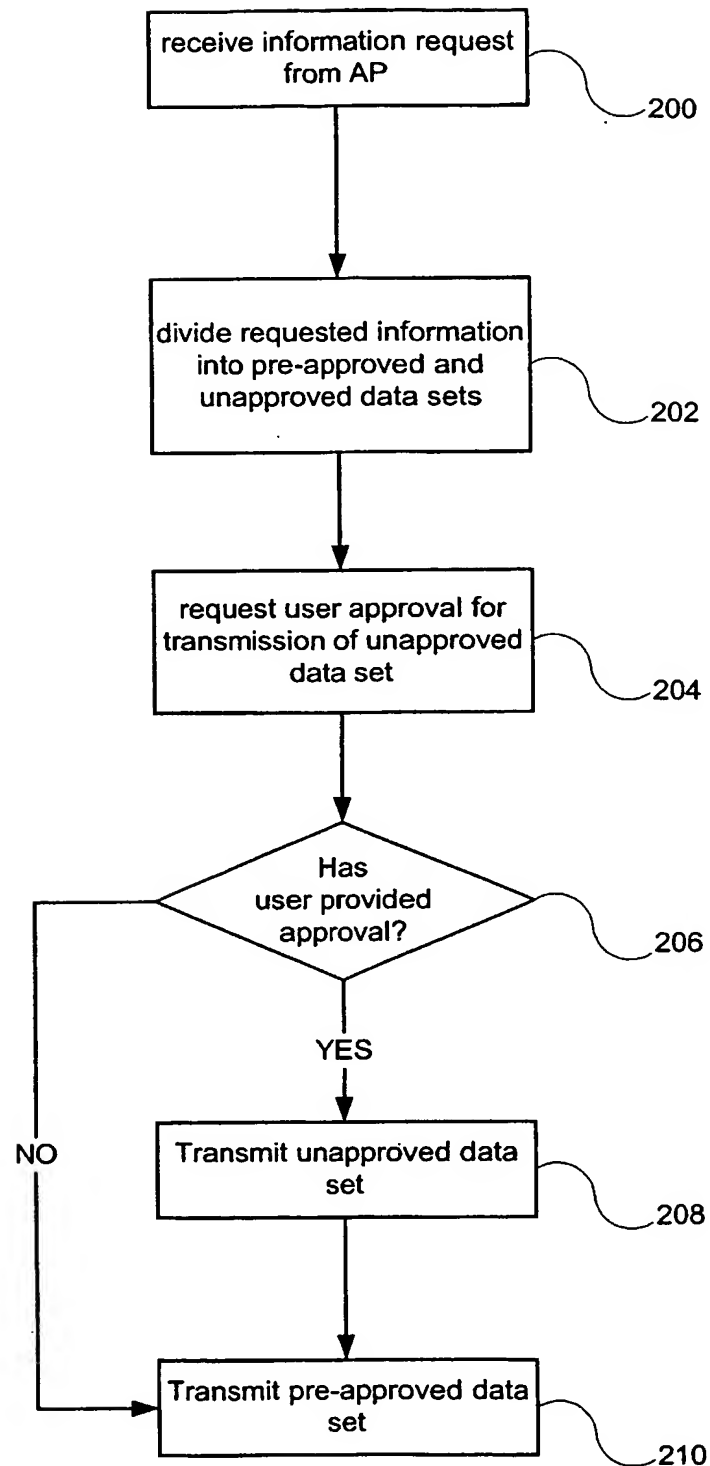 receive information request
from AP
200
divide requested information
into pre-approved and
unapproved data sets
202
request user approval for
transmission of unapproved
data set
204
Has
user provided
approval?
206
YES
NO
Transmit unapproved data
set
208
Transmit pre-approved data
set
210